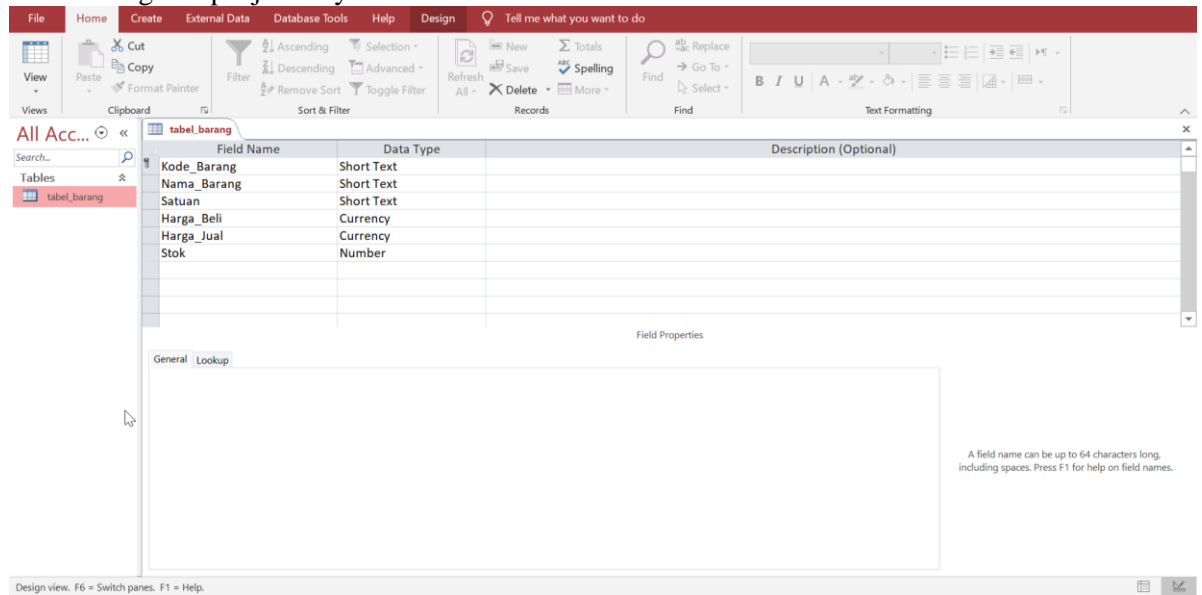 File Home Create External Data Database Tools Help Design Tell me what you want to do
View
Paste
Cut
Copy
Format Painter
Filter
Ascending
Descending
Remove Sort
Selection
Advanced
Toggle Filter
Refresh
All
New
Save
Delete
Totals
Spelling
More
Find
Replace
Go To
Select
B I U A
Views Clipboard Sort & Filter Records Find Text Formatting
All Acc...
Search...
Tables
tabel_barang
tabel_barang
Field Name Data Type Description (Optional)
Kode_Barang Short Text
Nama_Barang Short Text
Satuan Short Text
Harga_Beli Currency
Harga_Jual Currency
Stok Number
Field Properties
General Lookup
A field name can be up to 64 characters long,
including spaces. Press F1 for help on field names.
Design view. F6 = Switch panes. F1 = Help.